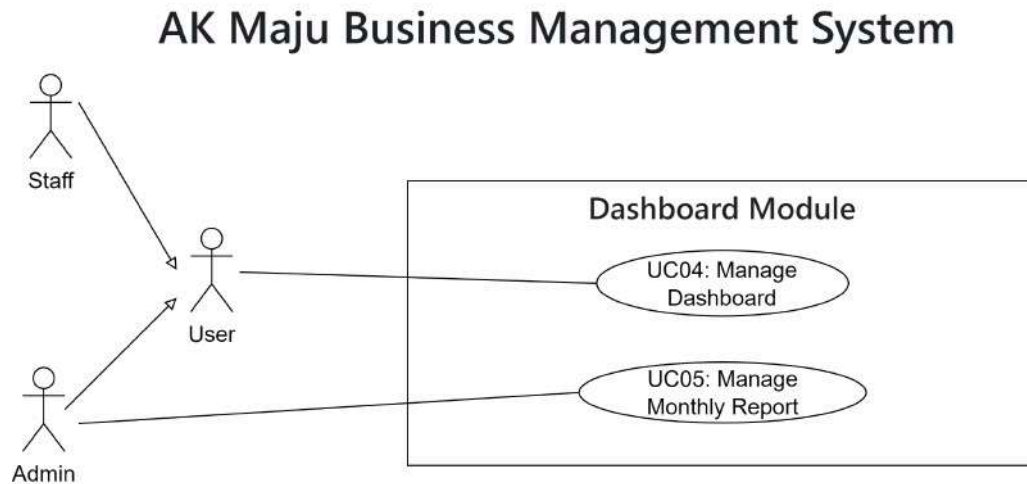 AK Maju Business Management System
Staff
Dashboard Module
UC04: Manage
Dashboard
User
UC05: Manage
Monthly Report
Admin